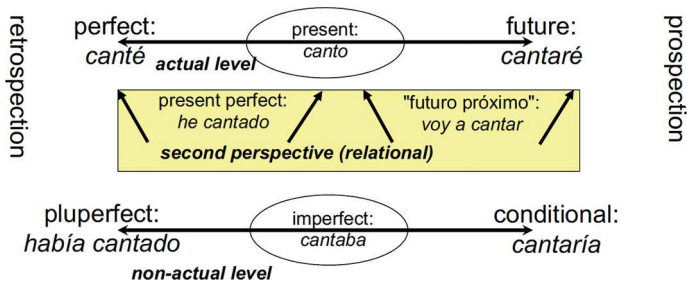 retrospection
perfect:
canté
actual level
present:
canto
future:
cantaré
prospection
present perfect:
he cantado
"futuro próximo":
voy a cantar
second perspective (relational)
pluperfect:
había cantado
imperfect:
cantaba
conditional:
cantaría
non-actual level